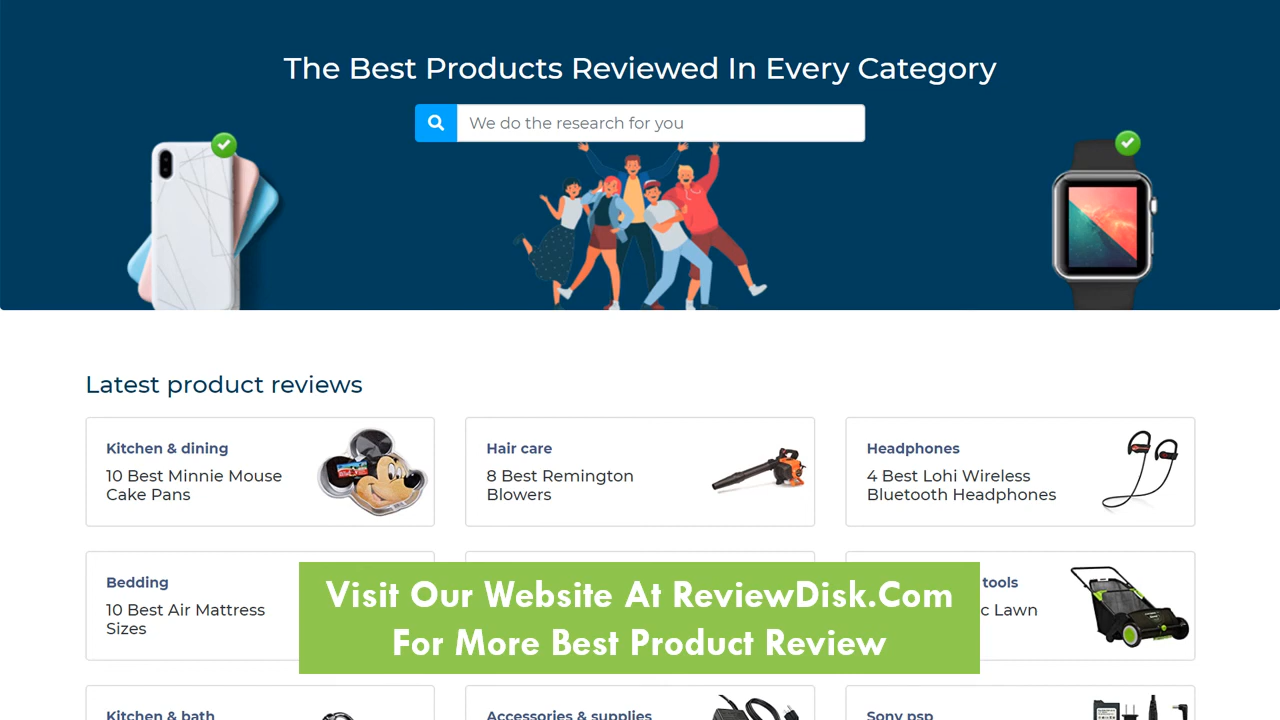 The Best Products Reviewed In Every Category
We do the research for you
Latest product reviews
Kitchen & dining
10 Best Minnie Mouse
Cake Pans
Hair care
8 Best Remington
Blowers
Headphones
4 Best Lohi Wireless
Bluetooth Headphones
Bedding
10 Best Air Mattress
Sizes
tools
c Lawn
Visit Our Website At ReviewDisk.Com
For More Best Product Review
Kitchen & bath
Accessories & supplies
Sony psp